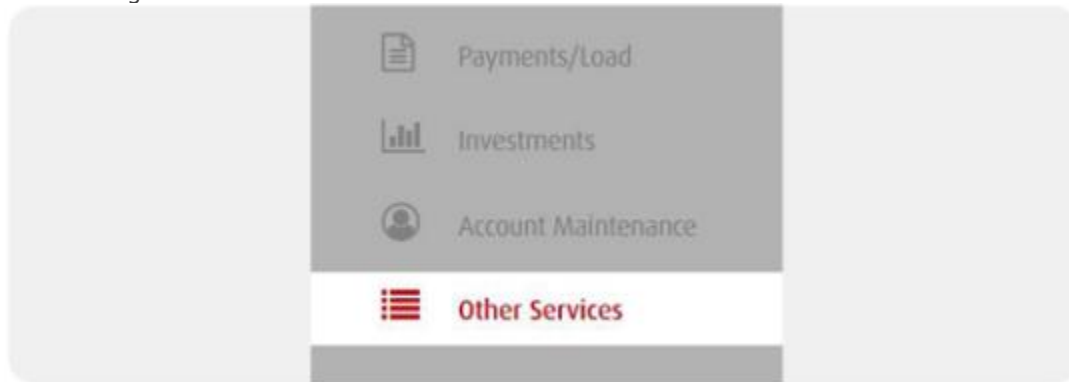 Payments/Load
Investments
Account Maintenance
Other Services